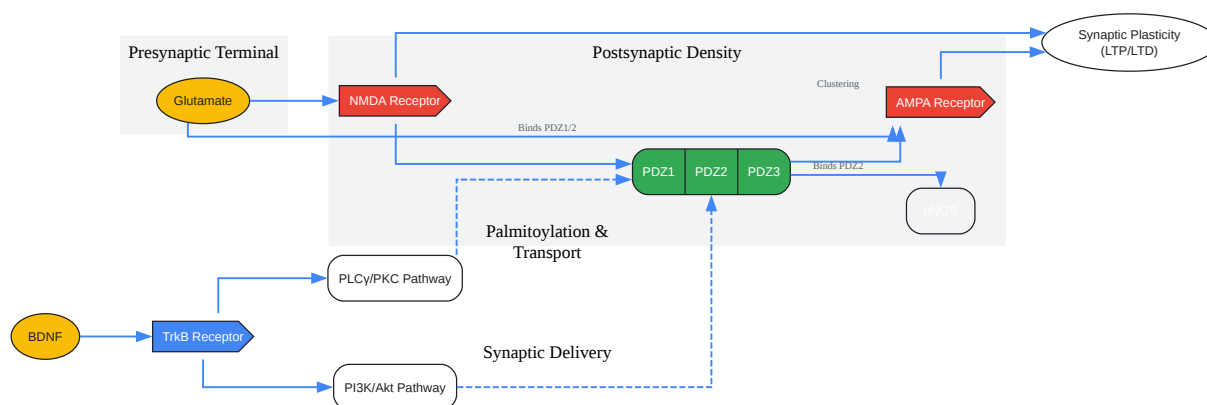 Presynaptic Terminal
Postsynaptic Density
Synaptic Plasticity
(LTP/LTD)
Glutamate
NMDA Receptor
Clustering
AMPA Receptor
Binds PDZ1/2
PDZ1
PDZ2
PDZ3
Binds PDZ2
nNOS
Palmitoylation &
Transport
PLCγ/PKC Pathway
BDNF
TrkB Receptor
Synaptic Delivery
PI3K/Akt Pathway